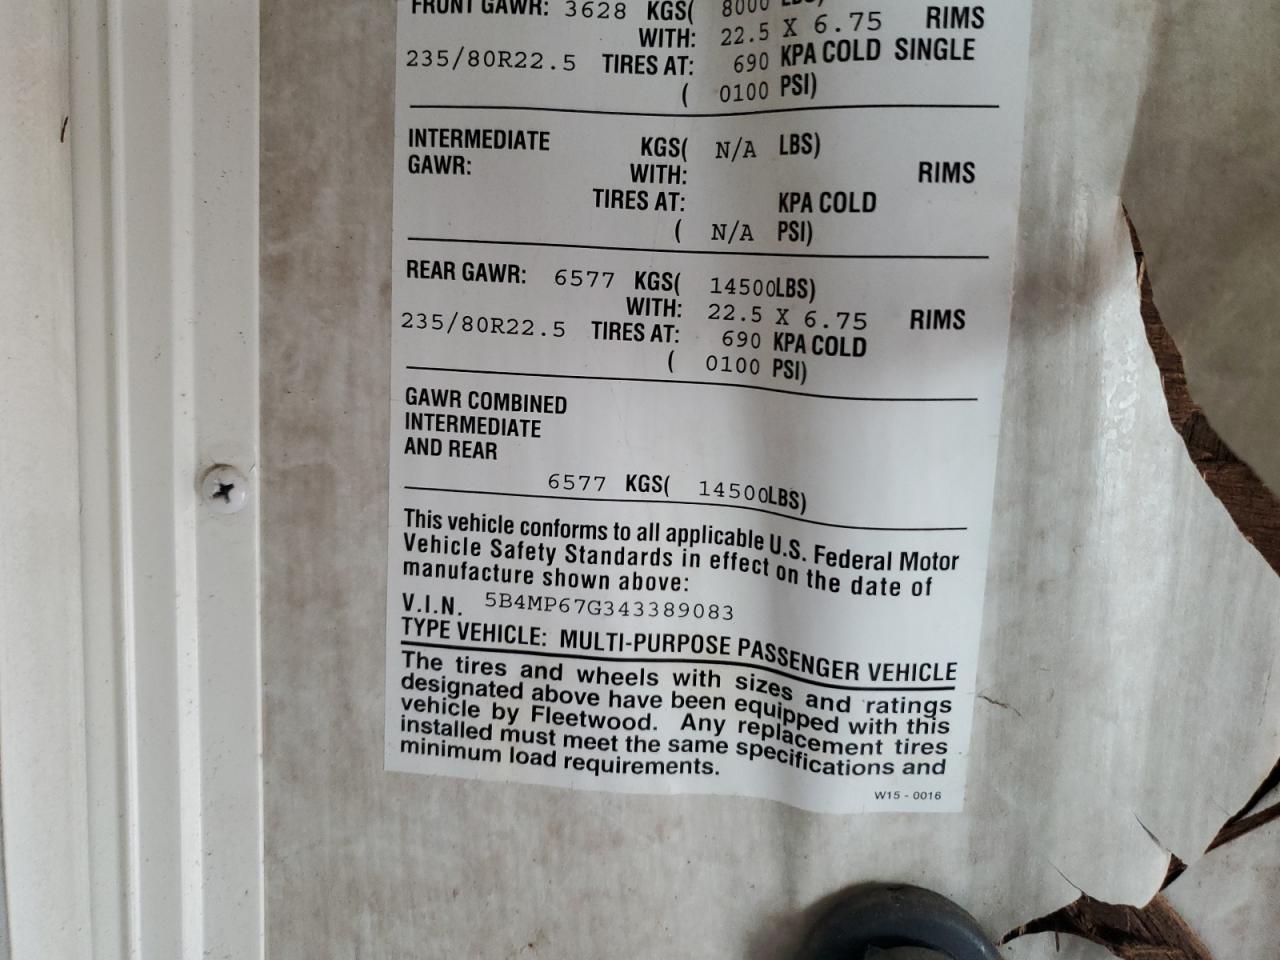 FRONT GAWR: 3628 KGS( 8000 LBS)
WITH: 22.5 X 6.75 RIMS
235/80R22.5 TIRES AT: 690 KPA COLD SINGLE
( 0100 PSI)
INTERMEDIATE KGS( N/A LBS)
GAWR: WITH: RIMS
TIRES AT: KPA COLD
( N/A PSI)
REAR GAWR: 6577 KGS( 14500LBS)
WITH: 22.5 X 6.75 RIMS
235/80R22.5 TIRES AT: 690 KPA COLD
( 0100 PSI)
GAWR COMBINED
INTERMEDIATE
AND REAR
6577 KGS( 14500LBS)
This vehicle conforms to all applicable U.S. Federal Motor
Vehicle Safety Standards in effect on the date of
manufacture shown above:
V.I.N. 5B4MP67G343389083
TYPE VEHICLE: MULTI-PURPOSE PASSENGER VEHICLE
The tires and wheels with sizes and ratings
designated above have been equipped with this
vehicle by Fleetwood. Any replacement tires
installed must meet the same specifications and
minimum load requirements.
W15 - 0016